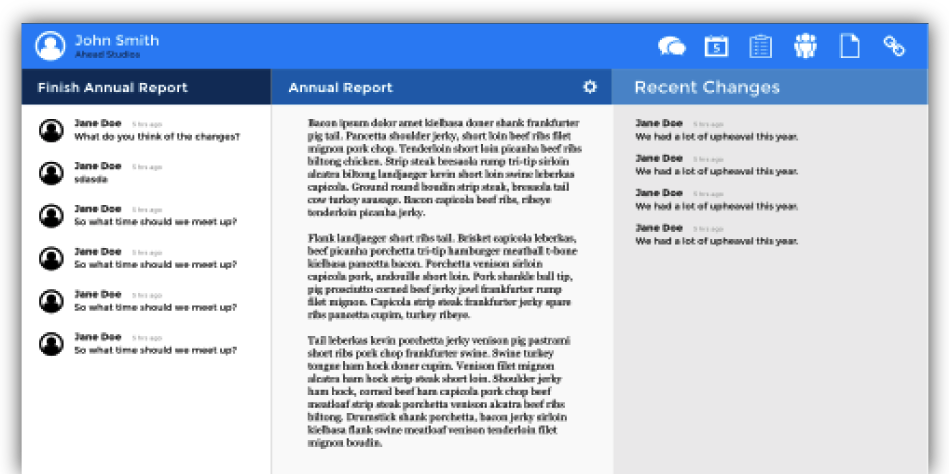 John Smith
Ahead Studios
5
Finish Annual Report
Jane Doe 5 hrs ago
What do you think of the changes?
Jane Doe 5 hrs ago
sdasda
Jane Doe 5 hrs ago
So what time should we meet up?
Jane Doe 5 hrs ago
So what time should we meet up?
Jane Doe 5 hrs ago
So what time should we meet up?
Jane Doe 5 hrs ago
So what time should we meet up?
Annual Report
Bacon ipsum dolor amet kielbasa doner shank frankfurter
pig tail. Pancetta shoulder jerky, short loin beef ribs filet
mignon pork chop. Tenderloin short loin picanha beef ribs
biltong chicken. Strip steak bresaola rump tri-tip sirloin
alcatra biltong landjaeger kevin short loin swine leberkas
capicola. Ground round boudin strip steak, bresaola tail
cow turkey sausage. Bacon capicola beef ribs, ribeye
tenderloin picanha jerky.
Flank landjaeger short ribs tail. Brisket capicola leberkas,
beef picanha porchetta tri-tip hamburger meatball t-bone
kielbasa pancetta bacon. Porchetta venison sirloin
capicola pork, andouille short loin. Pork shankle ball tip,
pig prosciutto corned beef jerky jowl frankfurter rump
filet mignon. Capicola strip steak frankfurter jerky spare
ribs pancetta cupim, turkey ribeye.
Tail leberkas kevin porchetta jerky venison pig pastrami
short ribs pork chop frankfurter swine. Swine turkey
tongue ham hock doner cupim. Venison filet mignon
alcatra ham hock strip steak short loin. Shoulder jerky
ham hock, corned beef ham capicola pork chop beef
meatloaf strip steak porchetta venison alcatra beef ribs
biltong. Drumstick shank porchetta, bacon jerky sirloin
kielbasa flank swine meatloaf venison tenderloin filet
mignon boudin.
Recent Changes
Jane Doe 5 hrs ago
We had a lot of upheaval this year.
Jane Doe 5 hrs ago
We had a lot of upheaval this year.
Jane Doe 5 hrs ago
We had a lot of upheaval this year.
Jane Doe 5 hrs ago
We had a lot of upheaval this year.